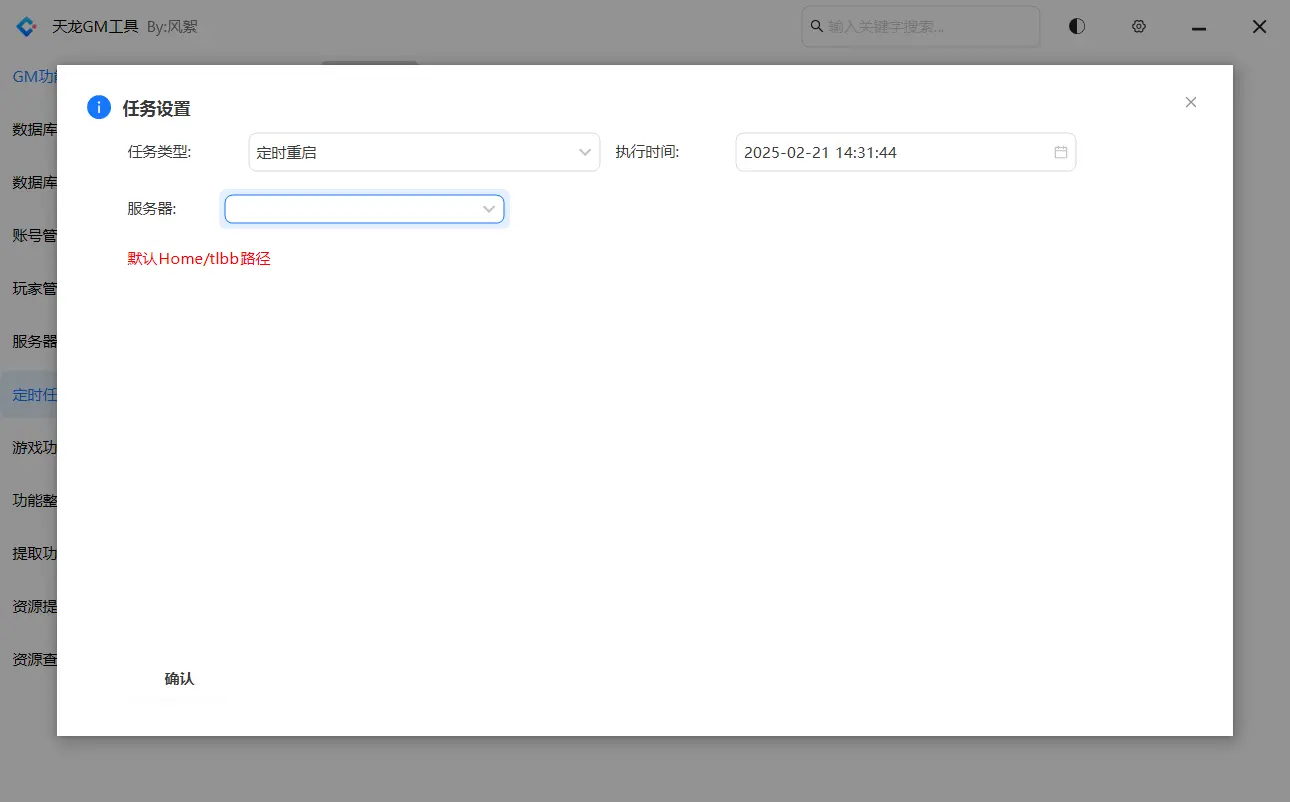 天龙GM工具 By:风絮
输入关键字搜索...
GM功
任务设置
数据库
任务类型:
定时重启
执行时间:
2025-02-21 14:31:44
数据库
服务器:
账号管
默认Home/tlbb路径
玩家管
服务器
定时任
游戏功
功能整
提取功
资源提
资源查
确认